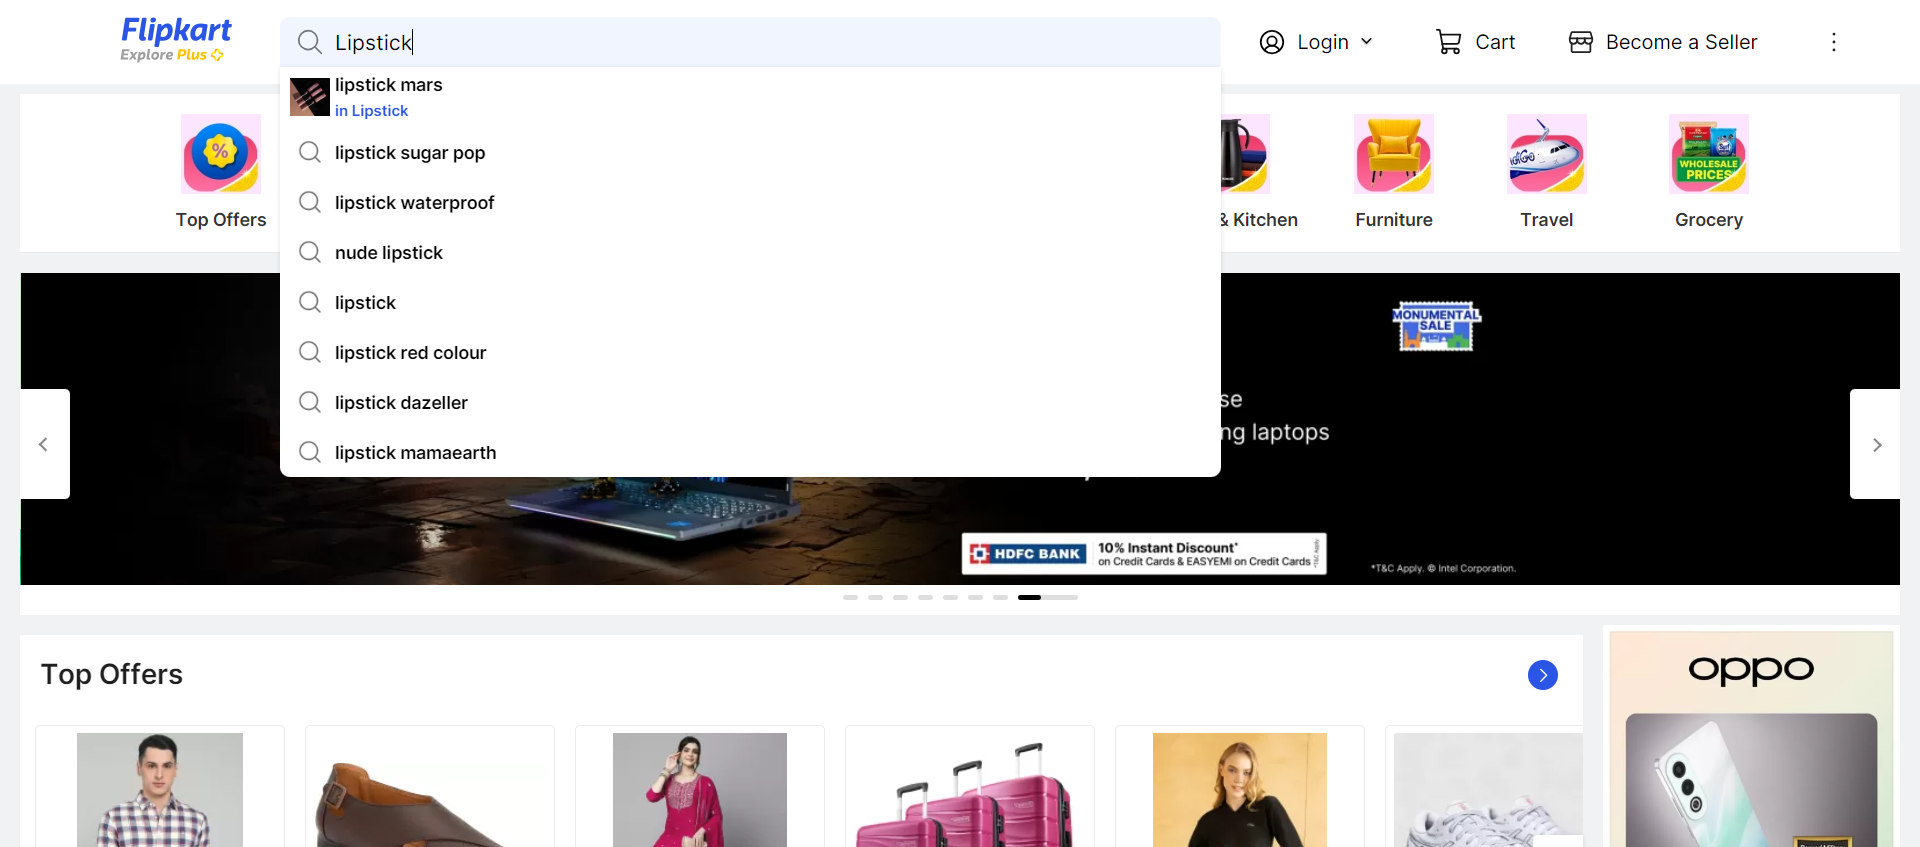 Flipkart
Explore Plus
Lipstick
Login
Cart
Become a Seller
lipstick mars
in Lipstick
lipstick sugar pop
lipstick waterproof
nude lipstick
lipstick
lipstick red colour
lipstick dazeller
lipstick mamaearth
%
IndiGo
WHOLESALE
PRICES
Top Offers
& Kitchen
Furniture
Travel
Grocery
MONUMENTAL
SALE
se
ng laptops
HDFC BANK
10% Instant Discount*
on Credit Cards & EASYEMI on Credit Cards
*T&C Apply
*T&C Apply. © Intel Corporation.
Top Offers
oppo